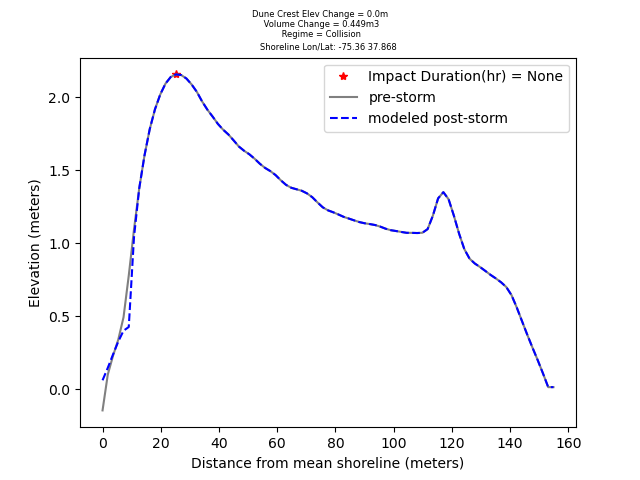 Dune Crest Elev Change = 0.0m
Volume Change = 0.449m3
Regime = Collision
Shoreline Lon/Lat: -75.36 37.868
Impact Duration(hr) = None
pre-storm
modeled post-storm
Elevation (meters)
2.0
1.5
1.0
0.5
0.0
0 20 40 60 80 100 120 140 160
Distance from mean shoreline (meters)